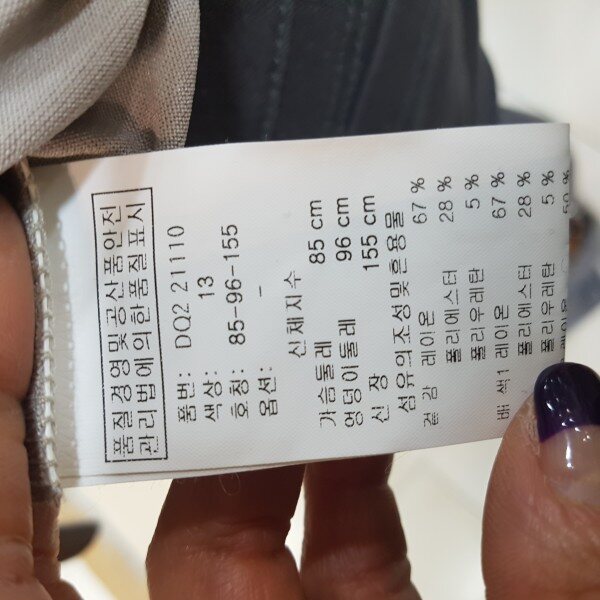 품질경영및공산품안전
관리법에의한품질표시
품번: DQ2 21110
색상: 13
호칭: 85-96-155
옵션: -
신체치수
가슴둘레 85 cm
엉덩이둘레 96 cm
신 장 155 cm
섬유의조성및혼용율
겉감 레이온 67 %
폴리에스터 28 %
폴리우레탄 5 %
배색1 레이온 67 %
폴리에스터 28 %
폴리우레탄 5 %
50 %